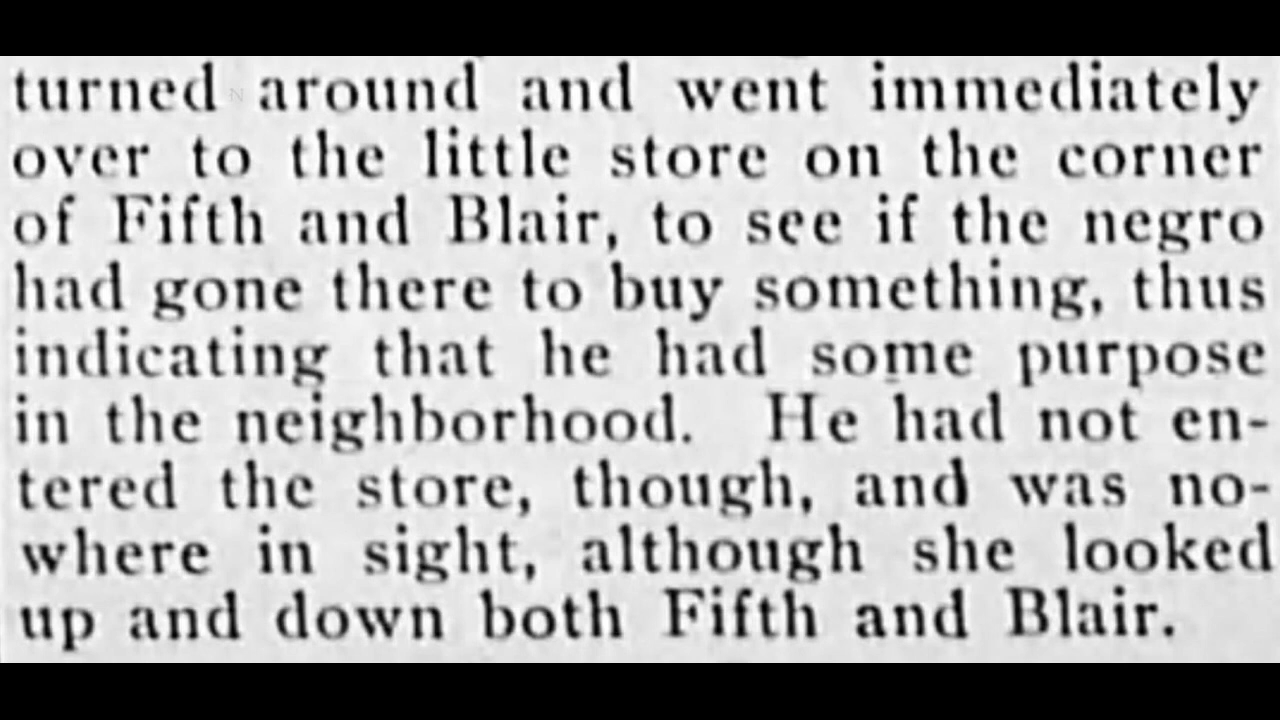 turned around and went immediately
over to the little store on the corner
of Fifth and Blair, to see if the negro
had gone there to buy something, thus
indicating that he had some purpose
in the neighborhood. He had not en-
tered the store, though, and was no-
where in sight, although she looked
up and down both Fifth and Blair.